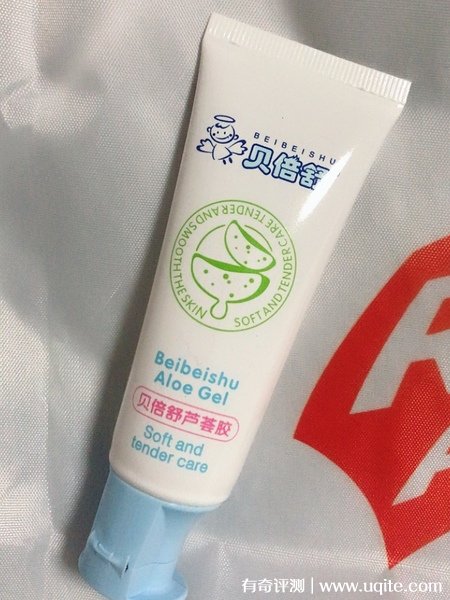 BEIBEISHU
贝倍舒
SOFT AND TENDER CARE TENDER AND SMOOTH THE SKIN
Beibeishu
Aloe Gel
贝倍舒芦荟胶
Soft and
tender care
R
A
有奇评测 | www.uqite.com